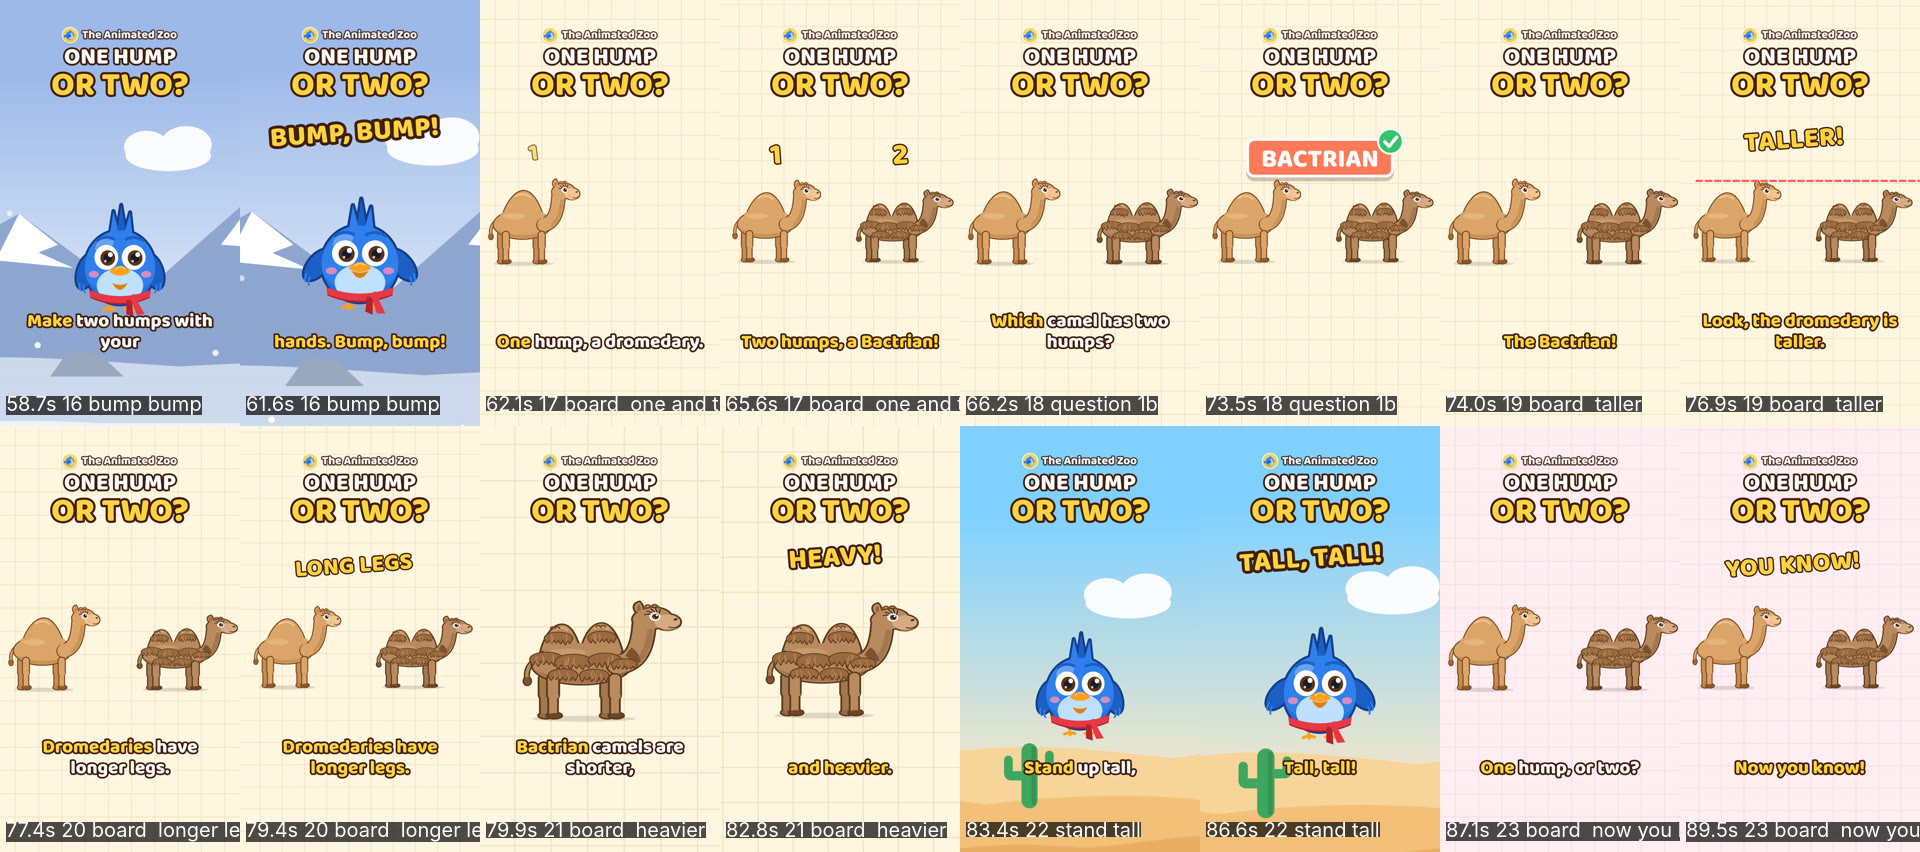 The Animated Zoo
ONE HUMP
OR TWO?
Make two humps with
your
58.7s 16 bump bump
The Animated Zoo
ONE HUMP
OR TWO?
BUMP, BUMP!
hands. Bump, bump!
61.6s 16 bump bump
The Animated Zoo
ONE HUMP
OR TWO?
1
One hump, a dromedary.
62.1s 17 board one and t
The Animated Zoo
ONE HUMP
OR TWO?
1 2
Two humps, a Bactrian!
65.6s 17 board one and t
The Animated Zoo
ONE HUMP
OR TWO?
Which camel has two
humps?
66.2s 18 question 1b
The Animated Zoo
ONE HUMP
OR TWO?
BACTRIAN
73.5s 18 question 1b
The Animated Zoo
ONE HUMP
OR TWO?
The Bactrian!
74.0s 19 board taller
The Animated Zoo
ONE HUMP
OR TWO?
TALLER!
Look, the dromedary is
taller.
76.9s 19 board taller
The Animated Zoo
ONE HUMP
OR TWO?
Dromedaries have
longer legs.
77.4s 20 board longer le
The Animated Zoo
ONE HUMP
OR TWO?
LONG LEGS
Dromedaries have
longer legs.
79.4s 20 board longer le
The Animated Zoo
ONE HUMP
OR TWO?
Bactrian camels are
shorter,
79.9s 21 board heavier
The Animated Zoo
ONE HUMP
OR TWO?
HEAVY!
and heavier.
82.8s 21 board heavier
The Animated Zoo
ONE HUMP
OR TWO?
Stand up tall,
83.4s 22 stand tall
The Animated Zoo
ONE HUMP
OR TWO?
TALL, TALL!
Tall, tall!
86.6s 22 stand tall
The Animated Zoo
ONE HUMP
OR TWO?
One hump, or two?
87.1s 23 board now you
The Animated Zoo
ONE HUMP
OR TWO?
YOU KNOW!
Now you know!
89.5s 23 board now you